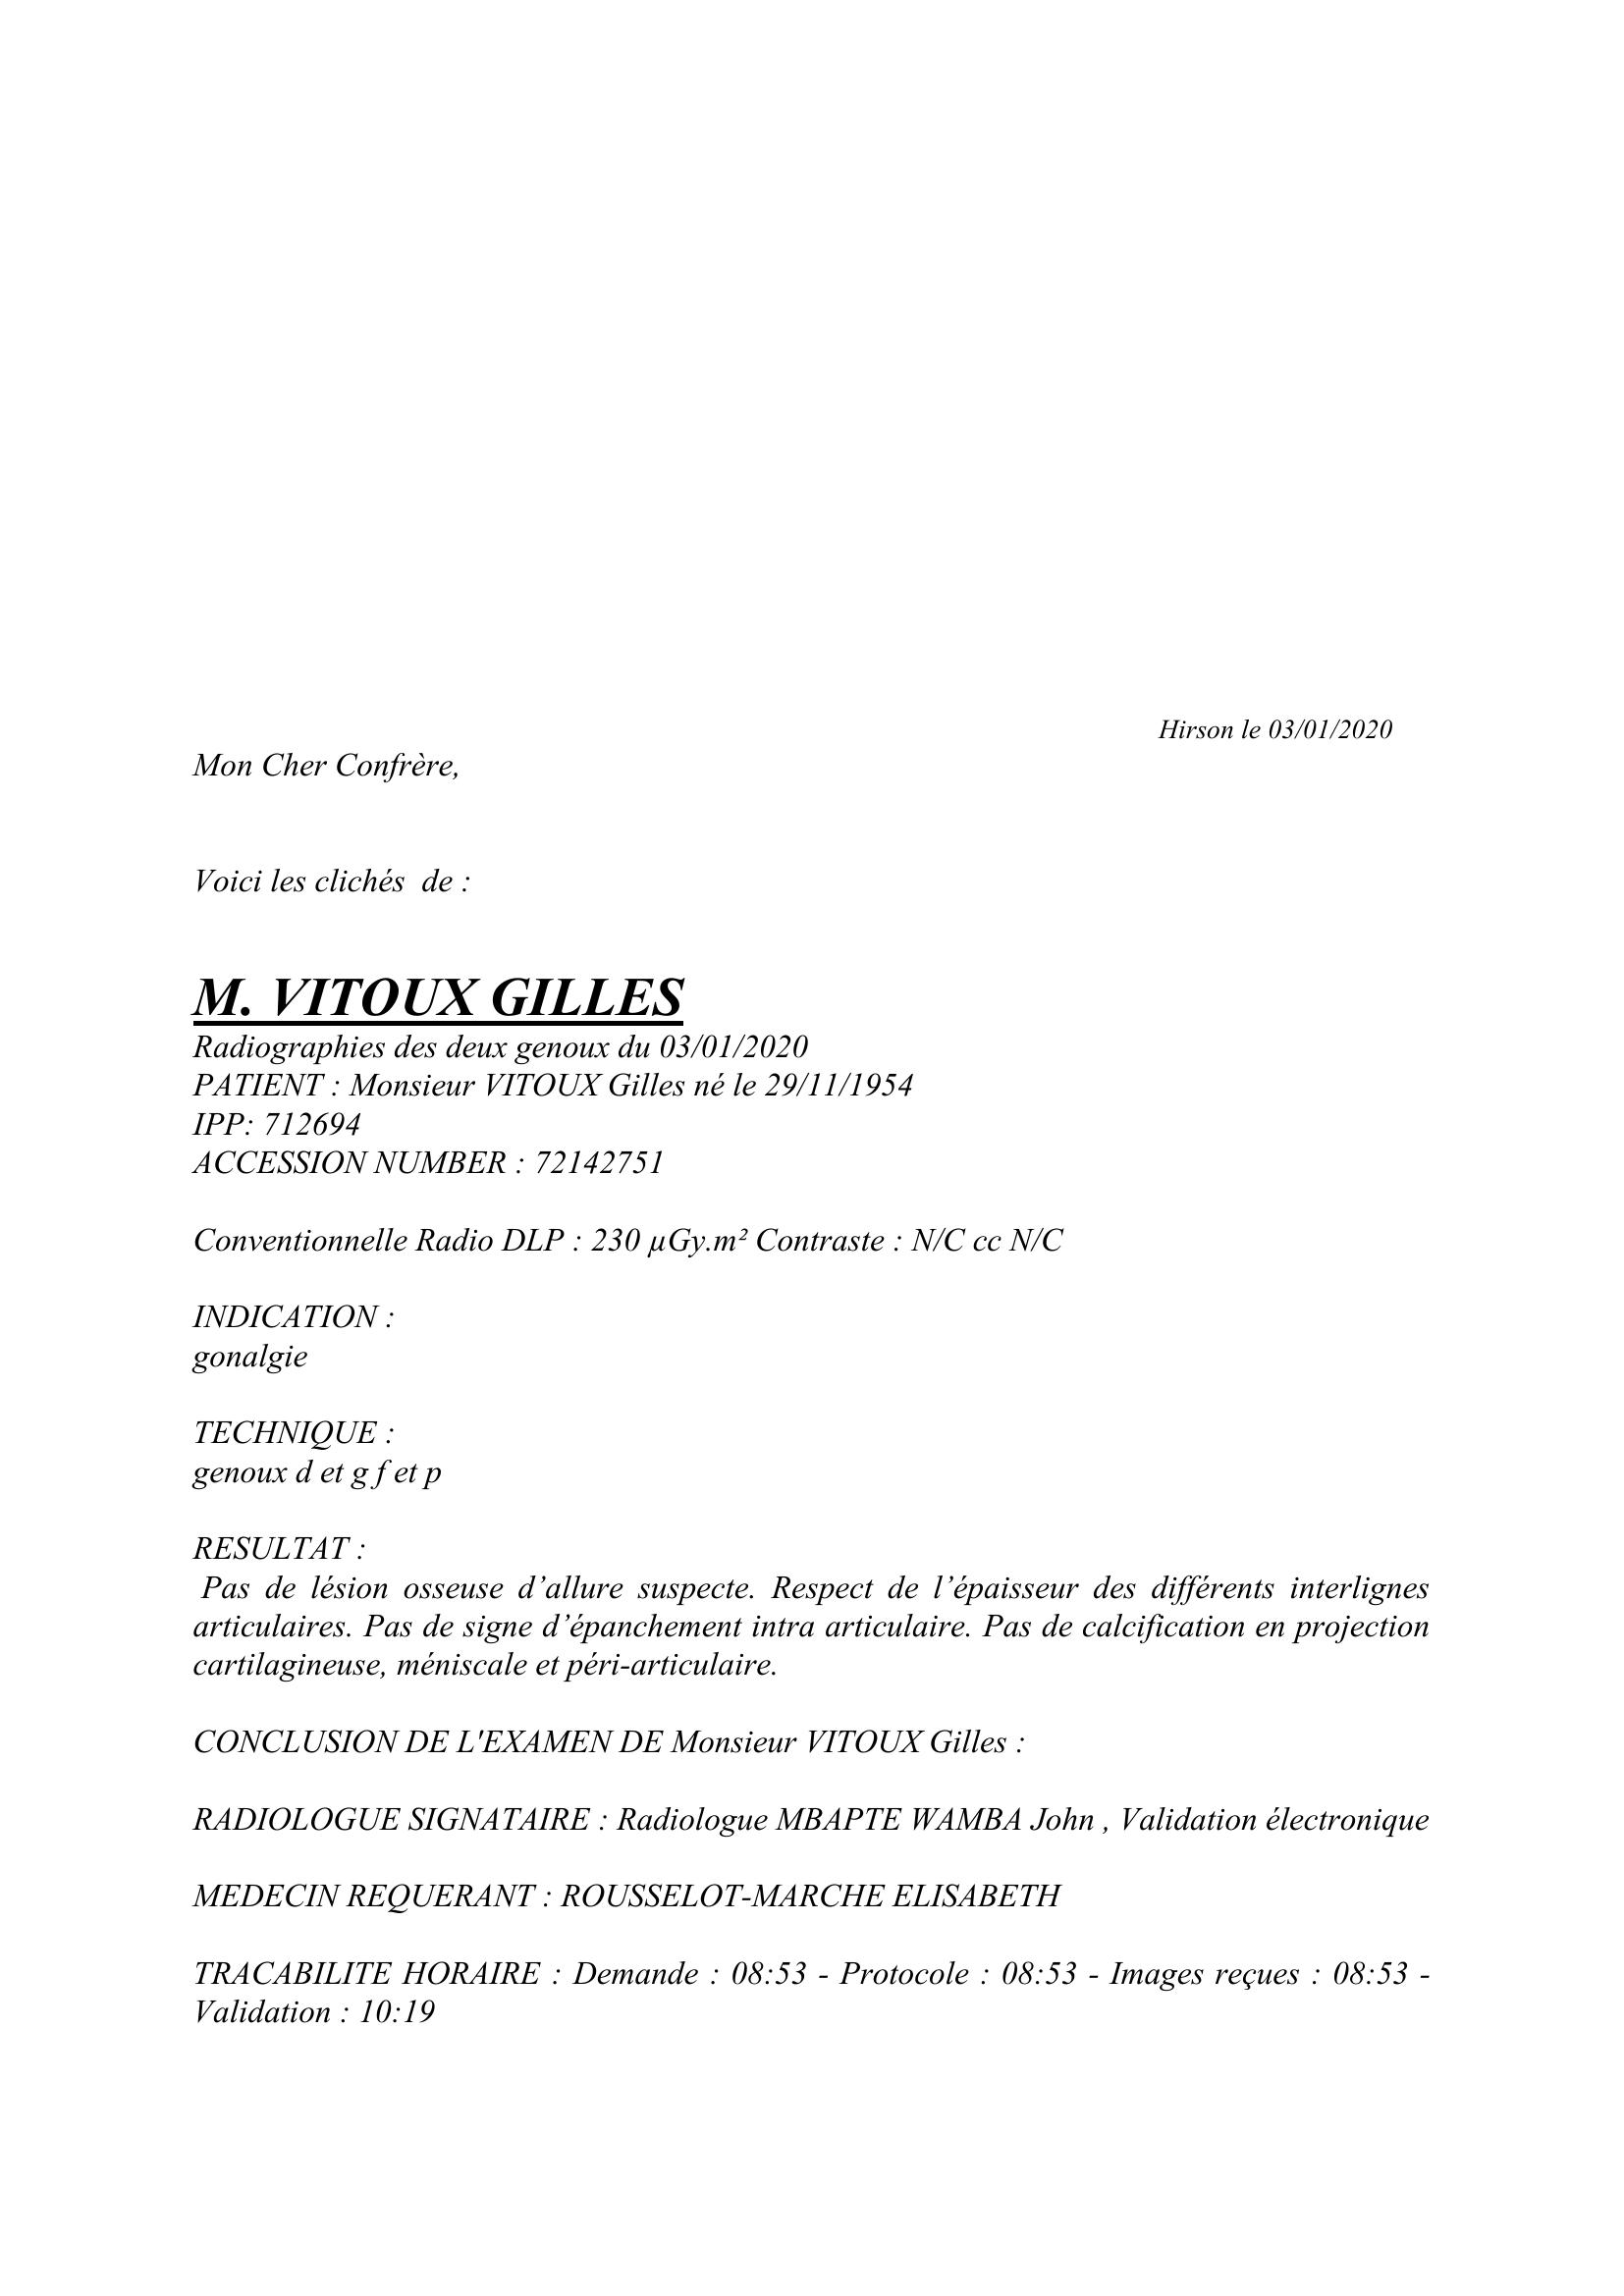 Hirson le 03/01/2020
Mon Cher Confrère,
Voici les clichés  de :
M. VITOUX GILLES
Radiographies des deux genoux du 03/01/2020
PATIENT : Monsieur VITOUX Gilles né le 29/11/1954
IPP: 712694
ACCESSION NUMBER : 72142751
Conventionnelle Radio DLP : 230 µGy.m² Contraste : N/C cc N/C
INDICATION :
gonalgie
TECHNIQUE :
genoux d et g f et p
RESULTAT :
Pas de lésion osseuse d’allure suspecte. Respect de l’épaisseur des différents interlignes
articulaires. Pas de signe d’épanchement intra articulaire. Pas de calcification en projection
cartilagineuse, méniscale et péri-articulaire.
CONCLUSION DE L'EXAMEN DE Monsieur VITOUX Gilles :
RADIOLOGUE SIGNATAIRE : Radiologue MBAPTE WAMBA John , Validation électronique
MEDECIN REQUERANT : ROUSSELOT-MARCHE ELISABETH
TRACABILITE HORAIRE : Demande : 08:53 - Protocole : 08:53 - Images reçues : 08:53 -
Validation : 10:19